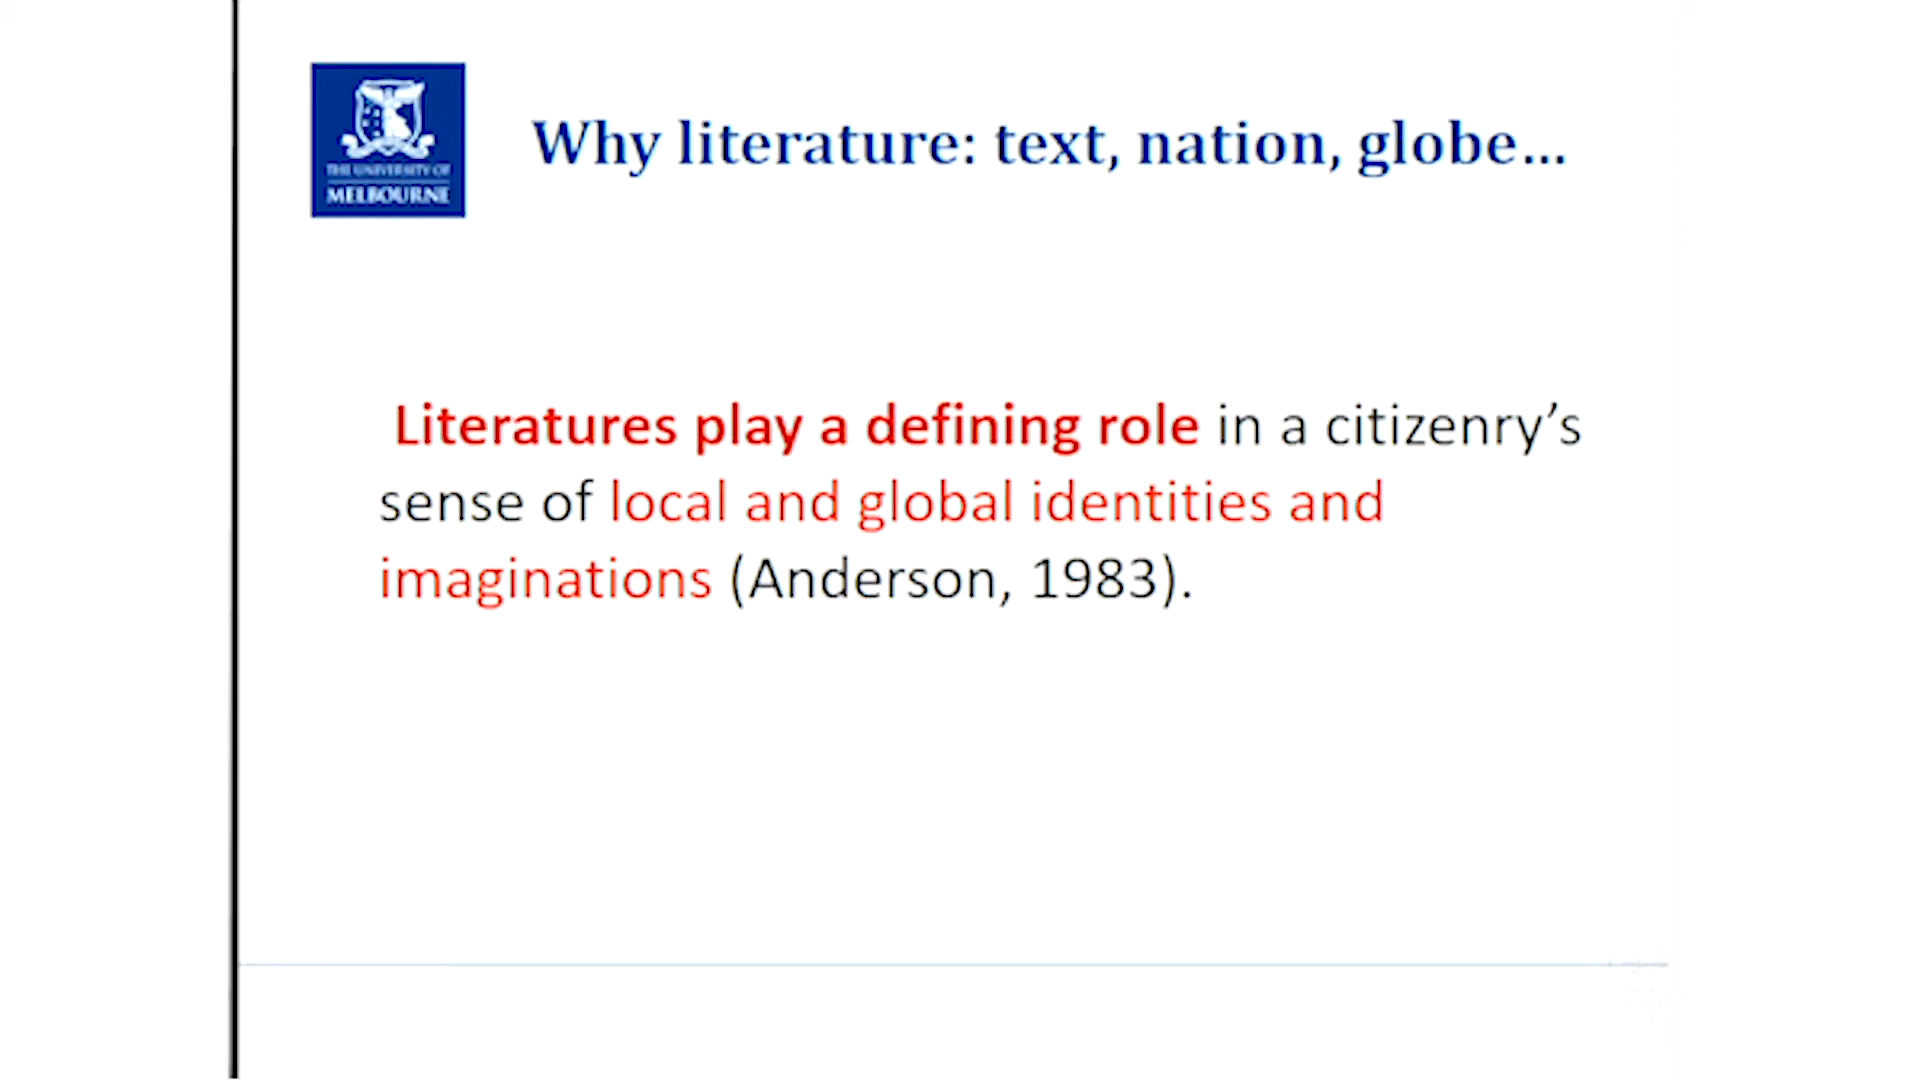 THE UNIVERSITY OF
MELBOURNE
Why literature: text, nation, globe...
Literatures play a defining role in a citizenry’s
sense of local and global identities and
imaginations (Anderson, 1983).